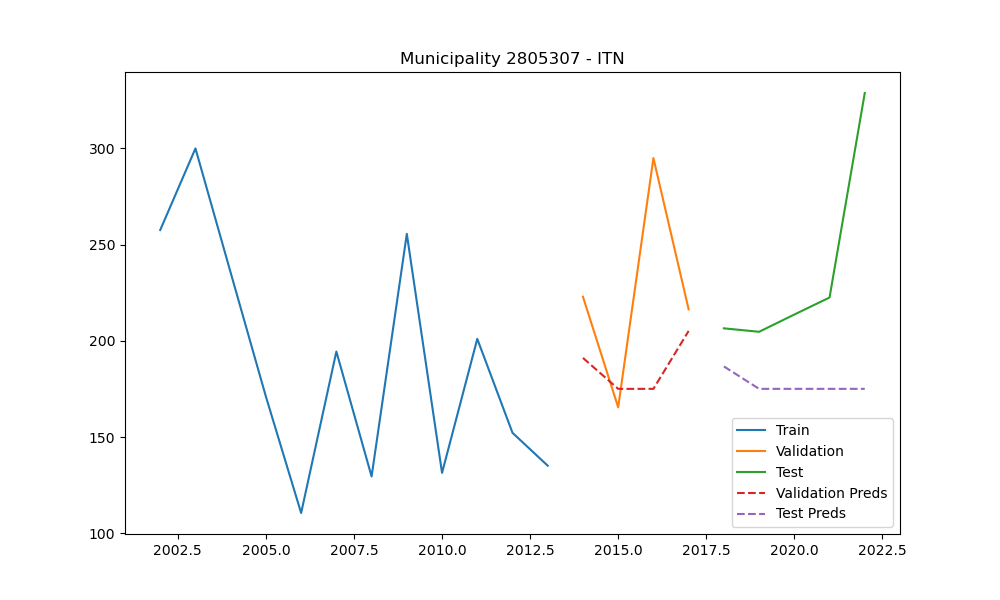 Municipality 2805307 - ITN
300
250
200
150
100
2002.5 2005.0 2007.5 2010.0 2012.5 2015.0 2017.5 2020.0 2022.5
Train
Validation
Test
Validation Preds
Test Preds